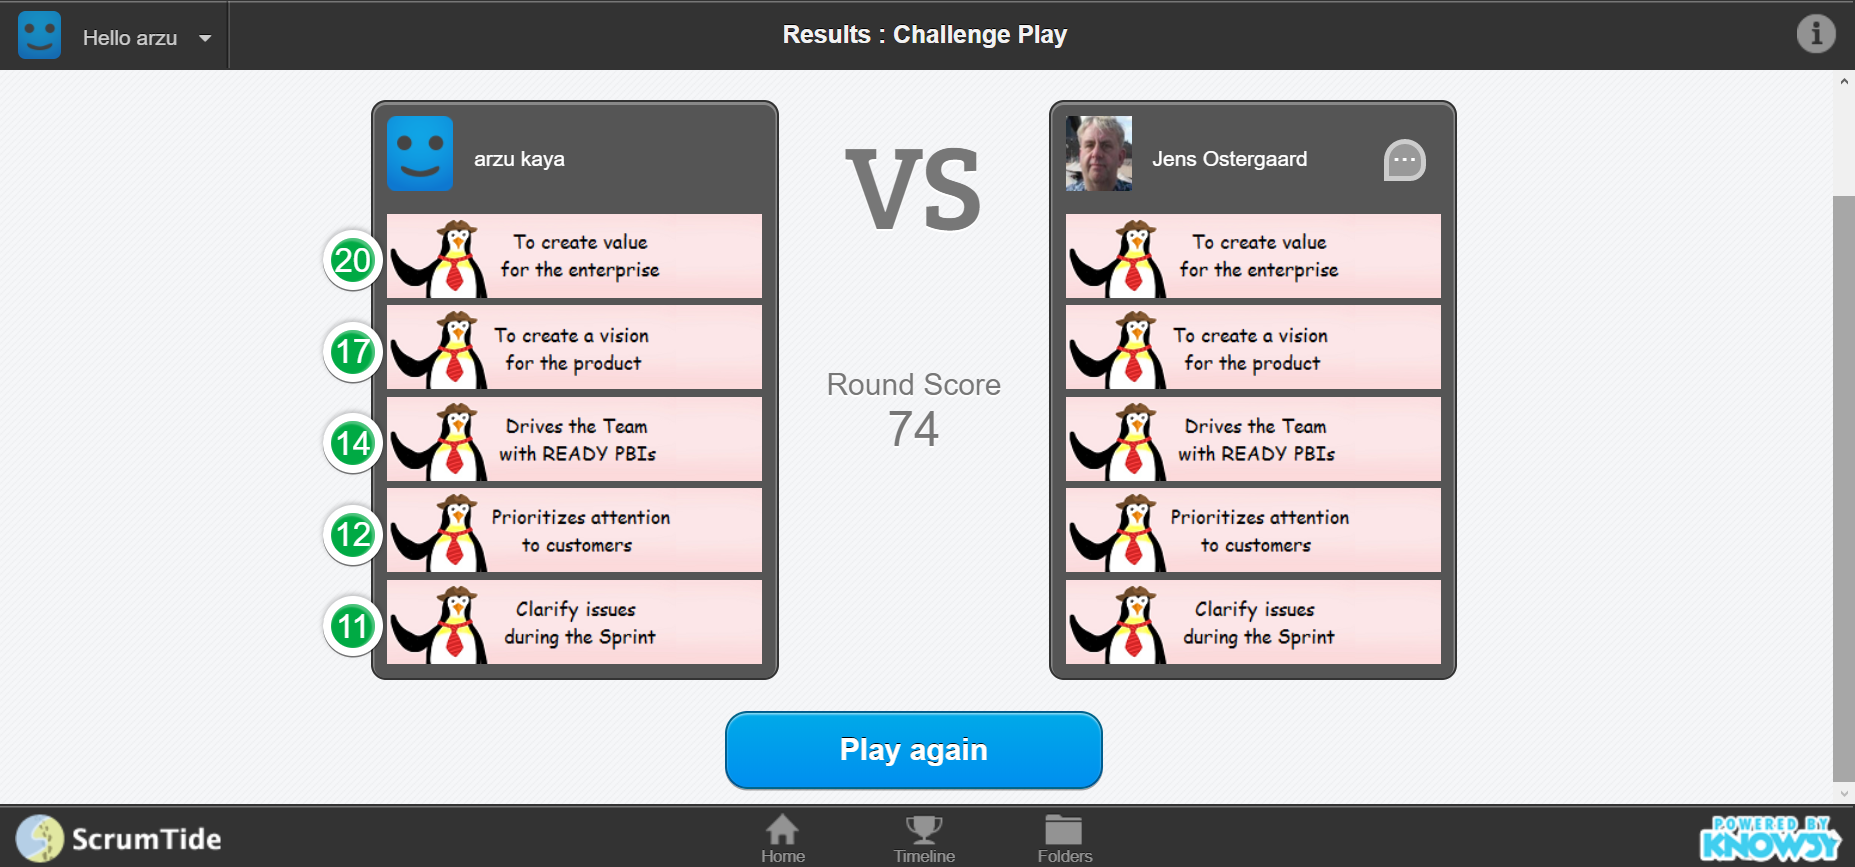 Hello arzu
Results : Challenge Play
i
arzu kaya
VS
Jens Ostergaard
20
To create value
for the enterprise
17
To create a vision
for the product
14
Drives the Team
with READY PBIs
12
Prioritizes attention
to customers
11
Clarify issues
during the Sprint
Round Score
74
To create value
for the enterprise
To create a vision
for the product
Drives the Team
with READY PBIs
Prioritizes attention
to customers
Clarify issues
during the Sprint
Play again
ScrumTide
Home
Timeline
Folders
POWERED BY
KNOWSY